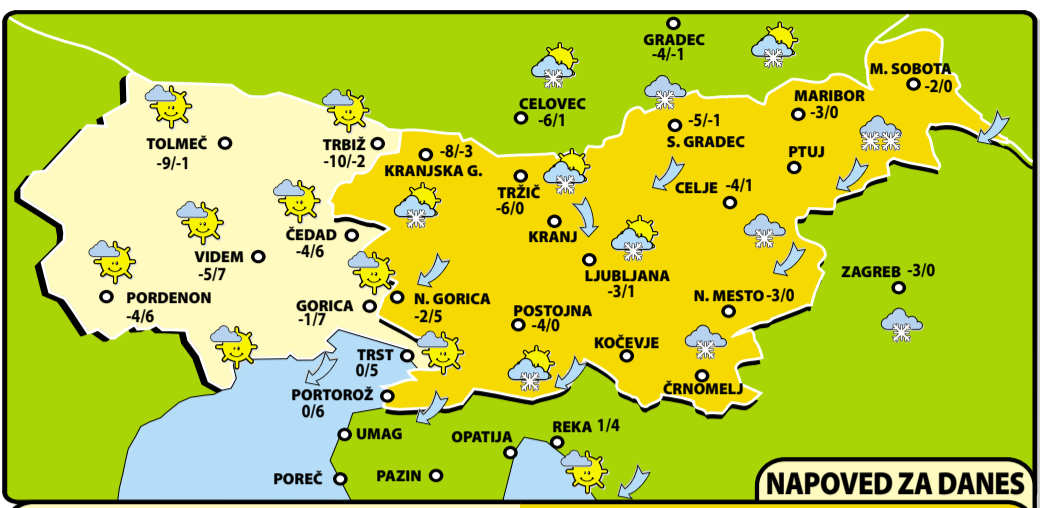 GRADEC
-4/-1
M. SOBOTA
-2/0
CELOVEC
-6/1
MARIBOR
-3/0
TOLMEČ
-9/-1
TRBIŽ
-10/-2
-8/-3
KRANJSKA G.
-5/-1
S. GRADEC
PTUJ
TRŽIČ
-6/0
CELJE -4/1
ČEDAD
-4/6
KRANJ
VIDEM
-5/7
LJUBLJANA
-3/1
ZAGREB -3/0
PORDENON
-4/6
GORICA
-1/7
N. GORICA
-2/5
N. MESTO -3/0
POSTOJNA
-4/0
KOČEVJE
TRST
0/5
ČRNOMELJ
PORTOROŽ
0/6
UMAG
OPATIJA
REKA 1/4
POREČ
PAZIN
NAPOVED ZA DANES